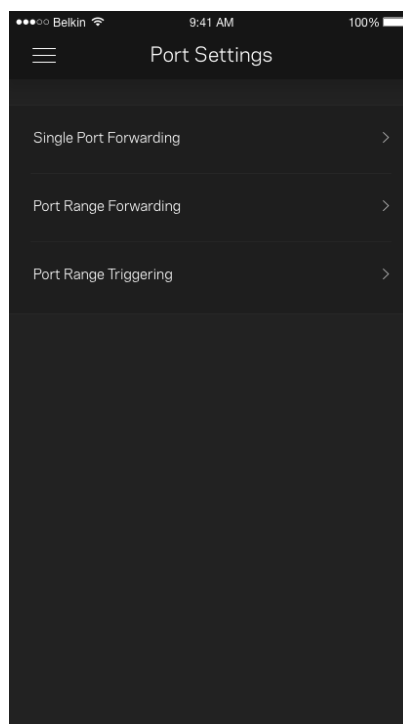 ●●●○○ Belkin 9:41 AM 100%
Port Settings
Single Port Forwarding
Port Range Forwarding
Port Range Triggering